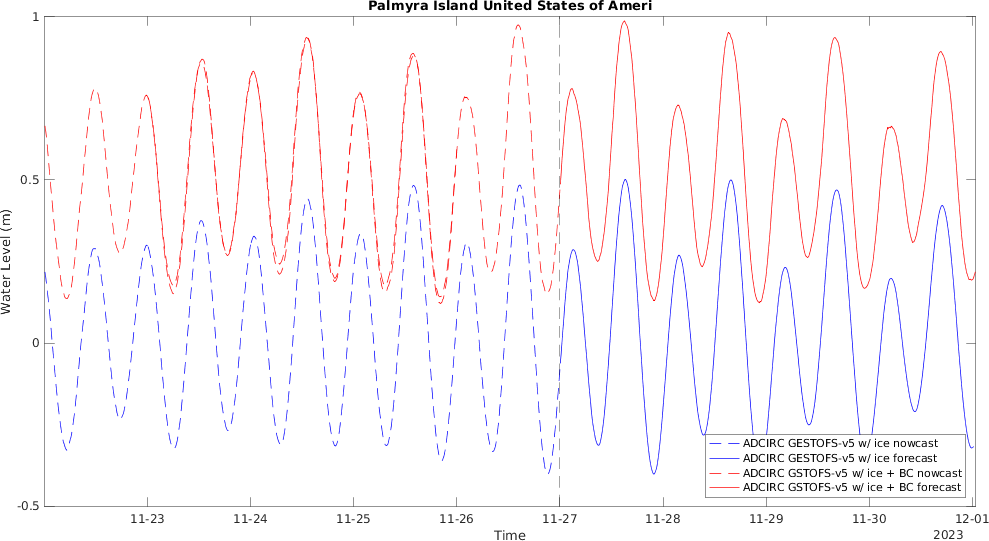 Palmyra Island United States of Ameri
1
0.5
0
-0.5
Water Level (m)
ADCIRC GESTOFS-v5 w/ ice nowcast
ADCIRC GESTOFS-v5 w/ ice forecast
ADCIRC GSTOFS-v5 w/ ice + BC nowcast
ADCIRC GSTOFS-v5 w/ ice + BC forecast
11-23 11-24 11-25 11-26 11-27 11-28 11-29 11-30 12-01
Time
2023